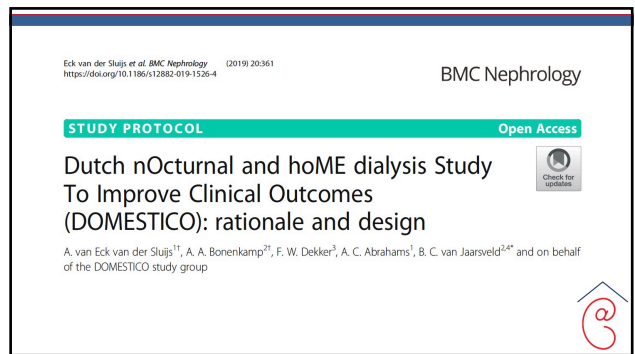 Eck van der Sluijs et al. BMC Nephrology (2019) 20:361
https://doi.org/10.1186/s12882-019-1526-4
BMC Nephrology
STUDY PROTOCOL Open Access
Dutch nOcturnal and hoME dialysis Study
To Improve Clinical Outcomes
(DOMESTICO): rationale and design
Check for
updates
A. van Eck van der Sluijs1†, A. A. Bonenkamp2†, F. W. Dekker3, A. C. Abrahams1, B. C. van Jaarsveld2,4* and on behalf
of the DOMESTICO study group
@